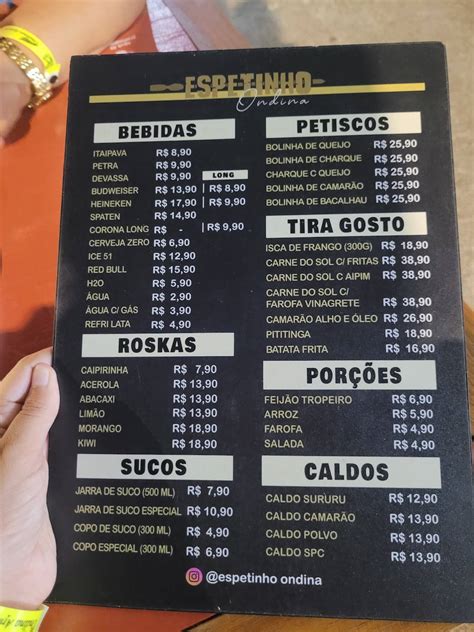 ESPETINHO
Ondina
BEBIDAS
ITAIPAVA R$ 8,90
PETRA R$ 9,90
LONG
DEVASSA R$ 9,90
BUDWEISER R$ 13,90 | R$ 8,90
HEINEKEN R$ 17,90 | R$ 9,90
SPATEN R$ 14,90
CORONA LONG R$ - | R$ 9,90
CERVEJA ZERO R$ 6,90
ICE 51 R$ 12,90
RED BULL R$ 15,90
H2O R$ 5,90
ÁGUA R$ 2,90
ÁGUA C/ GÁS R$ 3,90
REFRI LATA R$ 4,90
ROSKAS
CAIPIRINHA R$ 7,90
ACEROLA R$ 13,90
ABACAXI R$ 13,90
LIMÃO R$ 13,90
MORANGO R$ 18,90
KIWI R$ 18,90
SUCOS
JARRA DE SUCO (500 ML) R$ 7,90
JARRA DE SUCO ESPECIAL R$ 10,90
COPO DE SUCO (300 ML) R$ 4,90
COPO ESPECIAL (300 ML) R$ 6,90
PETISCOS
BOLINHA DE QUEIJO R$ 25,90
BOLINHA DE CHARQUE R$ 25,90
CHARQUE C QUEIJO R$ 25,90
BOLINHA DE CAMARÃO R$ 25,90
BOLINHA DE BACALHAU R$ 25,90
TIRA GOSTO
ISCA DE FRANGO (300G) R$ 18,90
CARNE DO SOL C/ FRITAS R$ 38,90
CARNE DO SOL C AIPIM R$ 38,90
CARNE DO SOL C/
FAROFA VINAGRETE R$ 38,90
CAMARÃO ALHO E ÓLEO R$ 26,90
PITITINGA R$ 18,90
BATATA FRITA R$ 16,90
PORÇÕES
FEIJÃO TROPEIRO R$ 6,90
ARROZ R$ 5,90
FAROFA R$ 4,90
SALADA R$ 4,90
CALDOS
CALDO SURURU R$ 12,90
CALDO CAMARÃO R$ 13,90
CALDO POLVO R$ 13,90
CALDO SPC R$ 13,90
@espetinho ondina